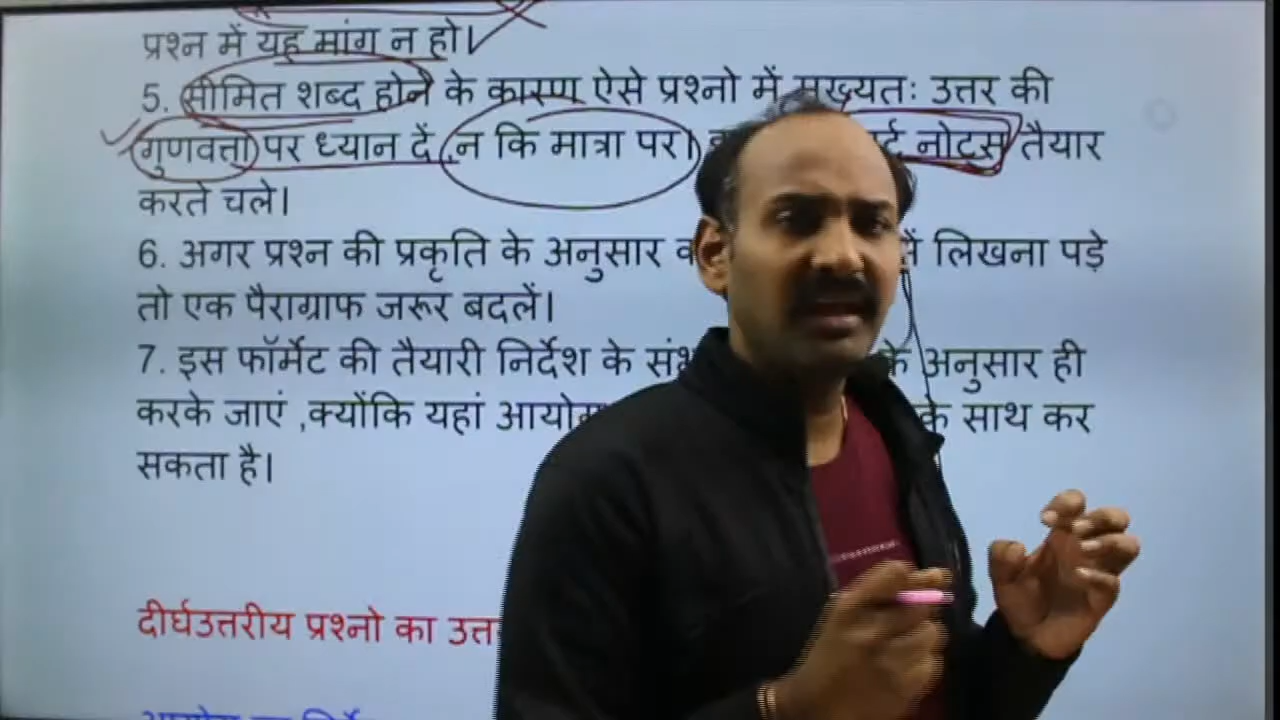 प्रश्न में यह मांग न हो।
5. सीमित शब्द होने के कारण ऐसे प्रश्नो में मुख्यतः उत्तर की
गुणवत्ता पर ध्यान दें ,न कि मात्रा पर। नोट्स तैयार
करते चले।
6. अगर प्रश्न की प्रकृति के अनुसार लिखना पड़े
तो एक पैराग्राफ जरूर बदलें।
7. इस फॉर्मेट की तैयारी निर्देश के के अनुसार ही
करके जाएं ,क्योंकि यहां के साथ कर
सकता है।
दीर्घउत्तरीय प्रश्नो का